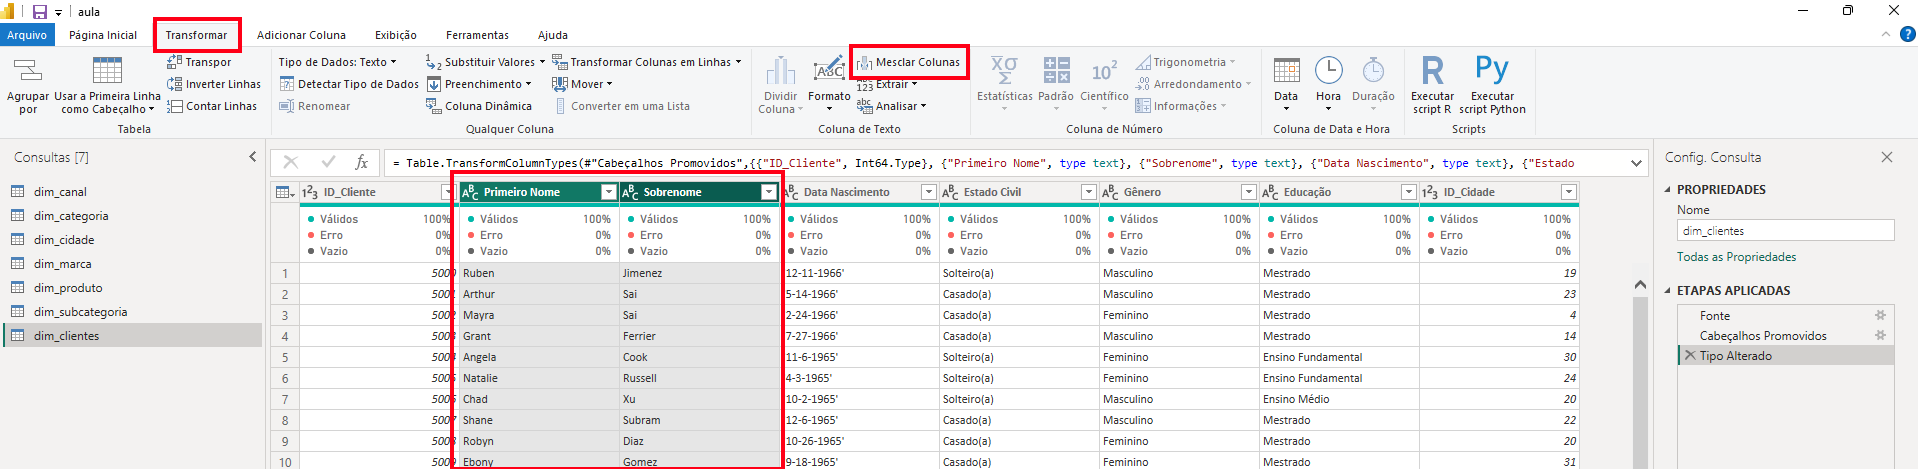 aula
Arquivo Página Inicial Transformar Adicionar Coluna Exibição Ferramentas Ajuda
Agrupar por
Usar a Primeira Linha como Cabeçalho
Transpor
Inverter Linhas
Contar Linhas
Tabela
Tipo de Dados: Texto
Detectar Tipo de Dados
Renomear
Substituir Valores
Preenchimento
Coluna Dinâmica
Transformar Colunas em Linhas
Mover
Converter em uma Lista
Qualquer Coluna
Dividir Coluna
Formato
Mesclar Colunas
Extrair
Analisar
Coluna de Texto
Estatísticas
Padrão
Científico
Trigonometria
Arredondamento
Informações
Coluna de Número
Data
Hora
Duração
Coluna de Data e Hora
Executar script R
Executar script Python
Scripts
Consultas [7]
dim_canal
dim_categoria
dim_cidade
dim_marca
dim_produto
dim_subcategoria
dim_clientes
= Table.TransformColumnTypes(#"Cabeçalhos Promovidos",{{"ID_Cliente", Int64.Type}, {"Primeiro Nome", type text}, {"Sobrenome", type text}, {"Data Nascimento", type text}, {"Estado
ID_Cliente Primeiro Nome Sobrenome Data Nascimento Estado Civil Gênero Educação ID_Cidade
Válidos 100% Válidos 100% Válidos 100% Válidos 100% Válidos 100% Válidos 100% Válidos 100% Válidos 100%
Erro 0% Erro 0% Erro 0% Erro 0% Erro 0% Erro 0% Erro 0% Erro 0%
Vazio 0% Vazio 0% Vazio 0% Vazio 0% Vazio 0% Vazio 0% Vazio 0% Vazio 0%
1 5000 Ruben Jimenez 12-11-1966' Solteiro(a) Masculino Mestrado 19
2 5001 Arthur Sai 5-14-1966' Casado(a) Masculino Mestrado 23
3 5002 Mayra Sai 2-24-1966' Casado(a) Feminino Mestrado 4
4 5003 Grant Ferrier 7-27-1966' Casado(a) Masculino Mestrado 14
5 5004 Angela Cook 11-6-1965' Solteiro(a) Feminino Ensino Fundamental 30
6 5005 Natalie Russell 4-3-1965' Solteiro(a) Feminino Ensino Fundamental 24
7 5006 Chad Xu 10-2-1965' Solteiro(a) Masculino Ensino Médio 20
8 5007 Shane Subram 12-6-1965' Casado(a) Masculino Mestrado 22
9 5008 Robyn Diaz 10-26-1965' Casado(a) Feminino Mestrado 20
10 5009 Ebony Gomez 9-18-1965' Casado(a) Feminino Mestrado 31
Config. Consulta
PROPRIEDADES
Nome
dim_clientes
Todas as Propriedades
ETAPAS APLICADAS
Fonte
Cabeçalhos Promovidos
Tipo Alterado